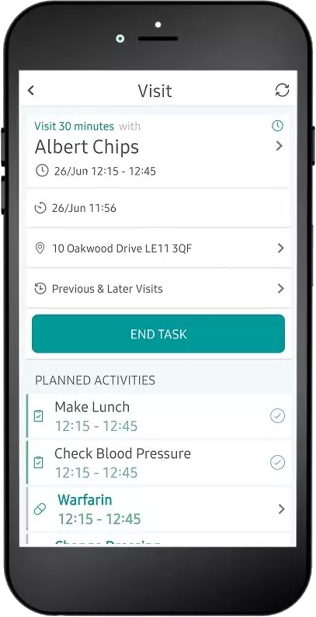 Visit
Visit 30 minutes with
Albert Chips
26/Jun 12:15 - 12:45
26/Jun 11:56
10 Oakwood Drive LE11 3QF
Previous & Later Visits
END TASK
PLANNED ACTIVITIES
Make Lunch
12:15 - 12:45
Check Blood Pressure
12:15 - 12:45
Warfarin
12:15 - 12:45
Change Dressing